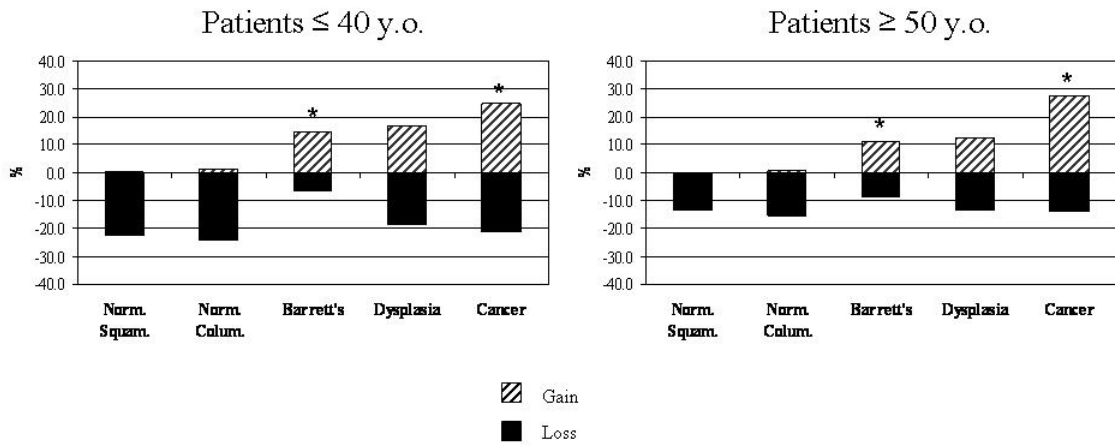 Patients ≤ 40 y.o.
40.0
30.0
20.0
10.0
0.0
-10.0
-20.0
-30.0
-40.0
%
*
*
Norm. Squam.
Norm. Colum.
Barrett's
Dysplasia
Cancer
Patients ≥ 50 y.o.
40.0
30.0
20.0
10.0
0.0
-10.0
-20.0
-30.0
-40.0
%
*
*
Norm. Squam.
Norm. Colum.
Barrett's
Dysplasia
Cancer
Gain
Loss